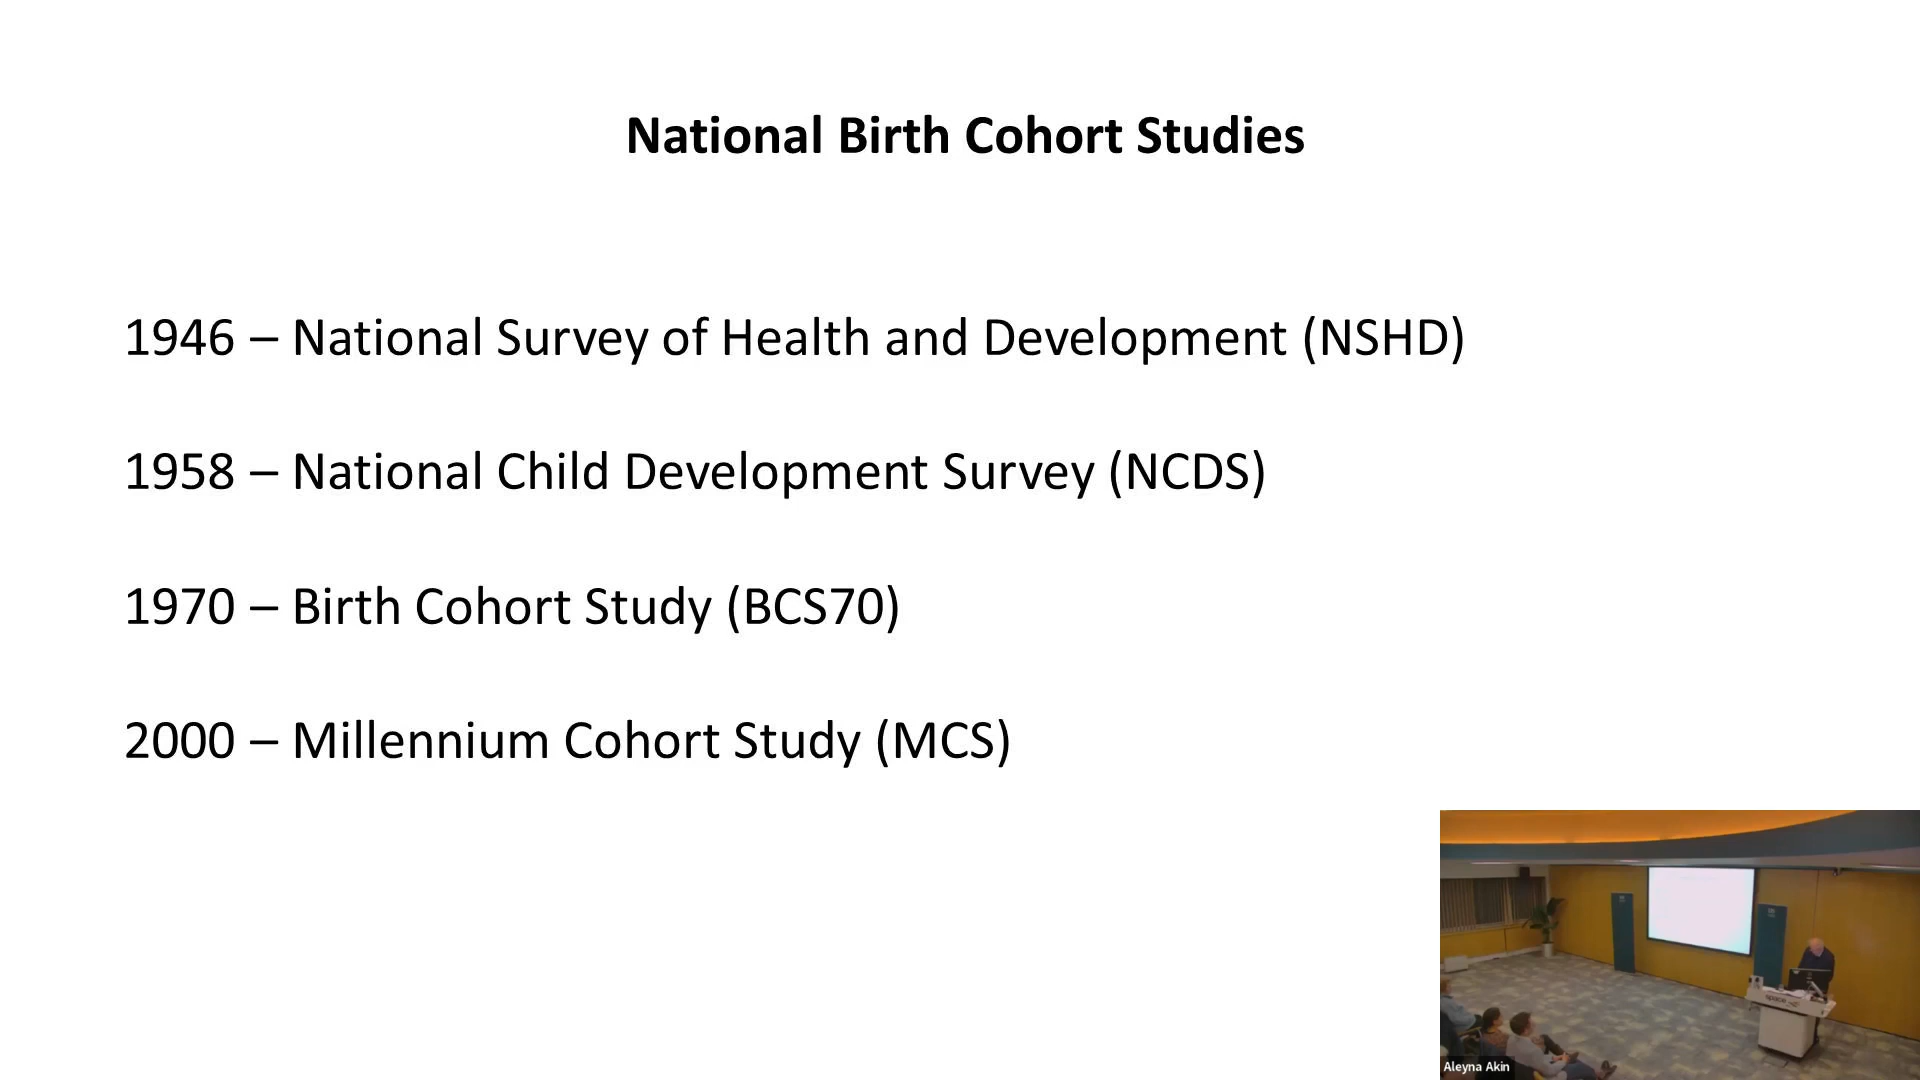 National Birth Cohort Studies
1946 – National Survey of Health and Development (NSHD)
1958 – National Child Development Survey (NCDS)
1970 – Birth Cohort Study (BCS70)
2000 – Millennium Cohort Study (MCS)
space
Aleyna Akin